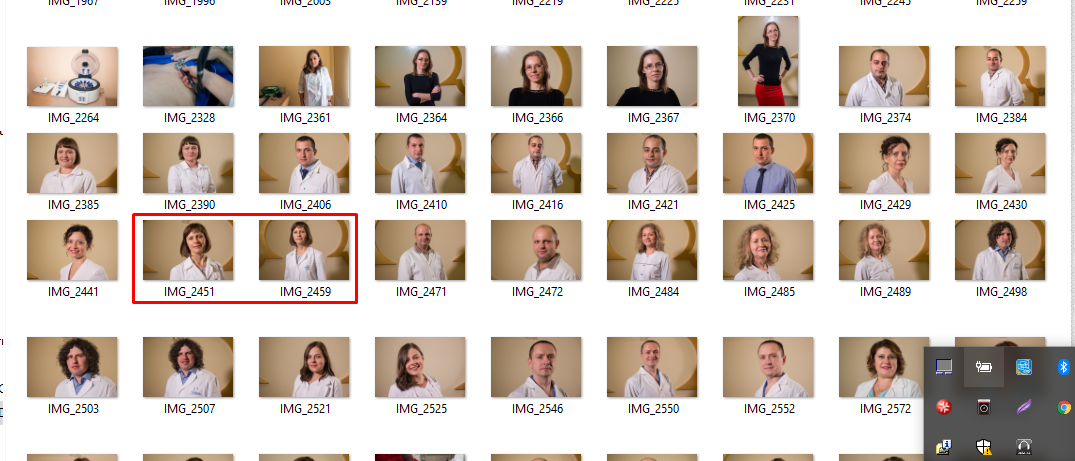 IMG_1967 IMG_1996 IMG_2003 IMG_2139 IMG_2219 IMG_2225 IMG_2231 IMG_2245 IMG_2259
IMG_2264 IMG_2328 IMG_2361 IMG_2364 IMG_2366 IMG_2367 IMG_2370 IMG_2374 IMG_2384
IMG_2385 IMG_2390 IMG_2406 IMG_2410 IMG_2416 IMG_2421 IMG_2425 IMG_2429 IMG_2430
IMG_2441 IMG_2451 IMG_2459 IMG_2471 IMG_2472 IMG_2484 IMG_2485 IMG_2489 IMG_2498
IMG_2503 IMG_2507 IMG_2521 IMG_2525 IMG_2546 IMG_2550 IMG_2552 IMG_2572